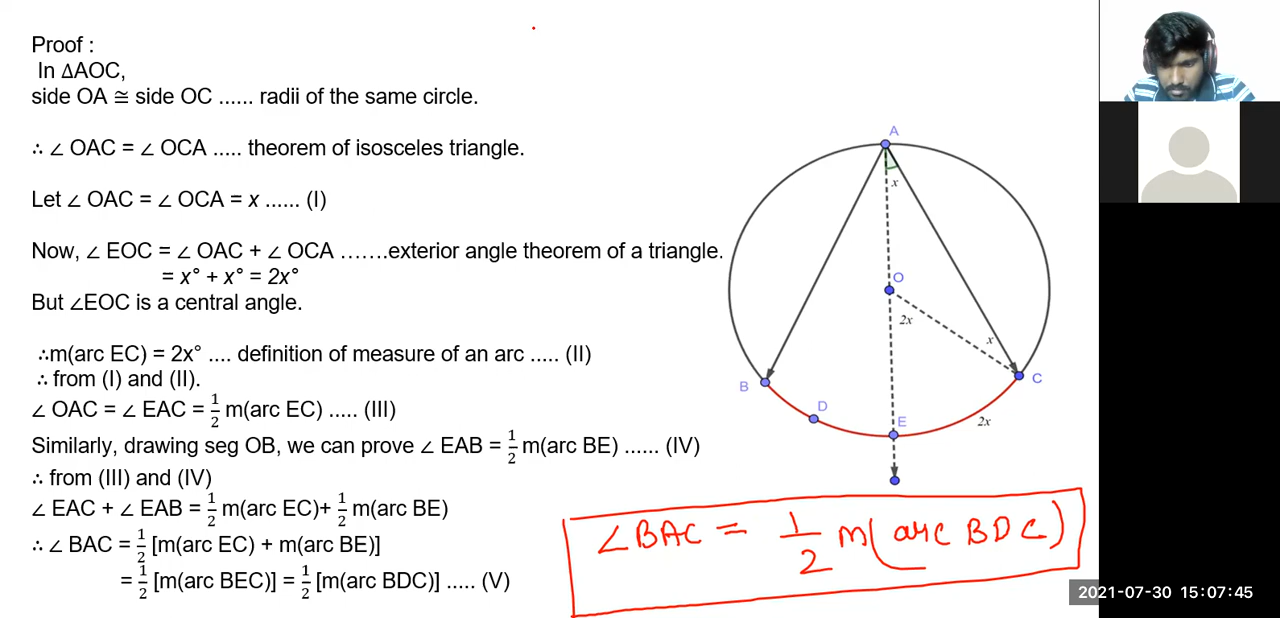 Proof :
In ΔAOC,
side OA ≅ side OC ...... radii of the same circle.
∴ ∠ OAC = ∠ OCA ..... theorem of isosceles triangle.
Let ∠ OAC = ∠ OCA = x ...... (I)
Now, ∠ EOC = ∠ OAC + ∠ OCA .......exterior angle theorem of a triangle.
= x° + x° = 2x°
But ∠EOC is a central angle.
∴m(arc EC) = 2x° .... definition of measure of an arc ..... (II)
∴ from (I) and (II).
∠ OAC = ∠ EAC = 1/2 m(arc EC) ..... (III)
Similarly, drawing seg OB, we can prove ∠ EAB = 1/2 m(arc BE) ...... (IV)
∴ from (III) and (IV)
∠ EAC + ∠ EAB = 1/2 m(arc EC)+ 1/2 m(arc BE)
∴ ∠ BAC = 1/2 [m(arc EC) + m(arc BE)]
= 1/2 [m(arc BEC)] = 1/2 [m(arc BDC)] ..... (V)
A
x
O
2x
x
B
C
D
E
2x
∠BAC = 1/2 m(arc BDC)
2021-07-30 15:07:45